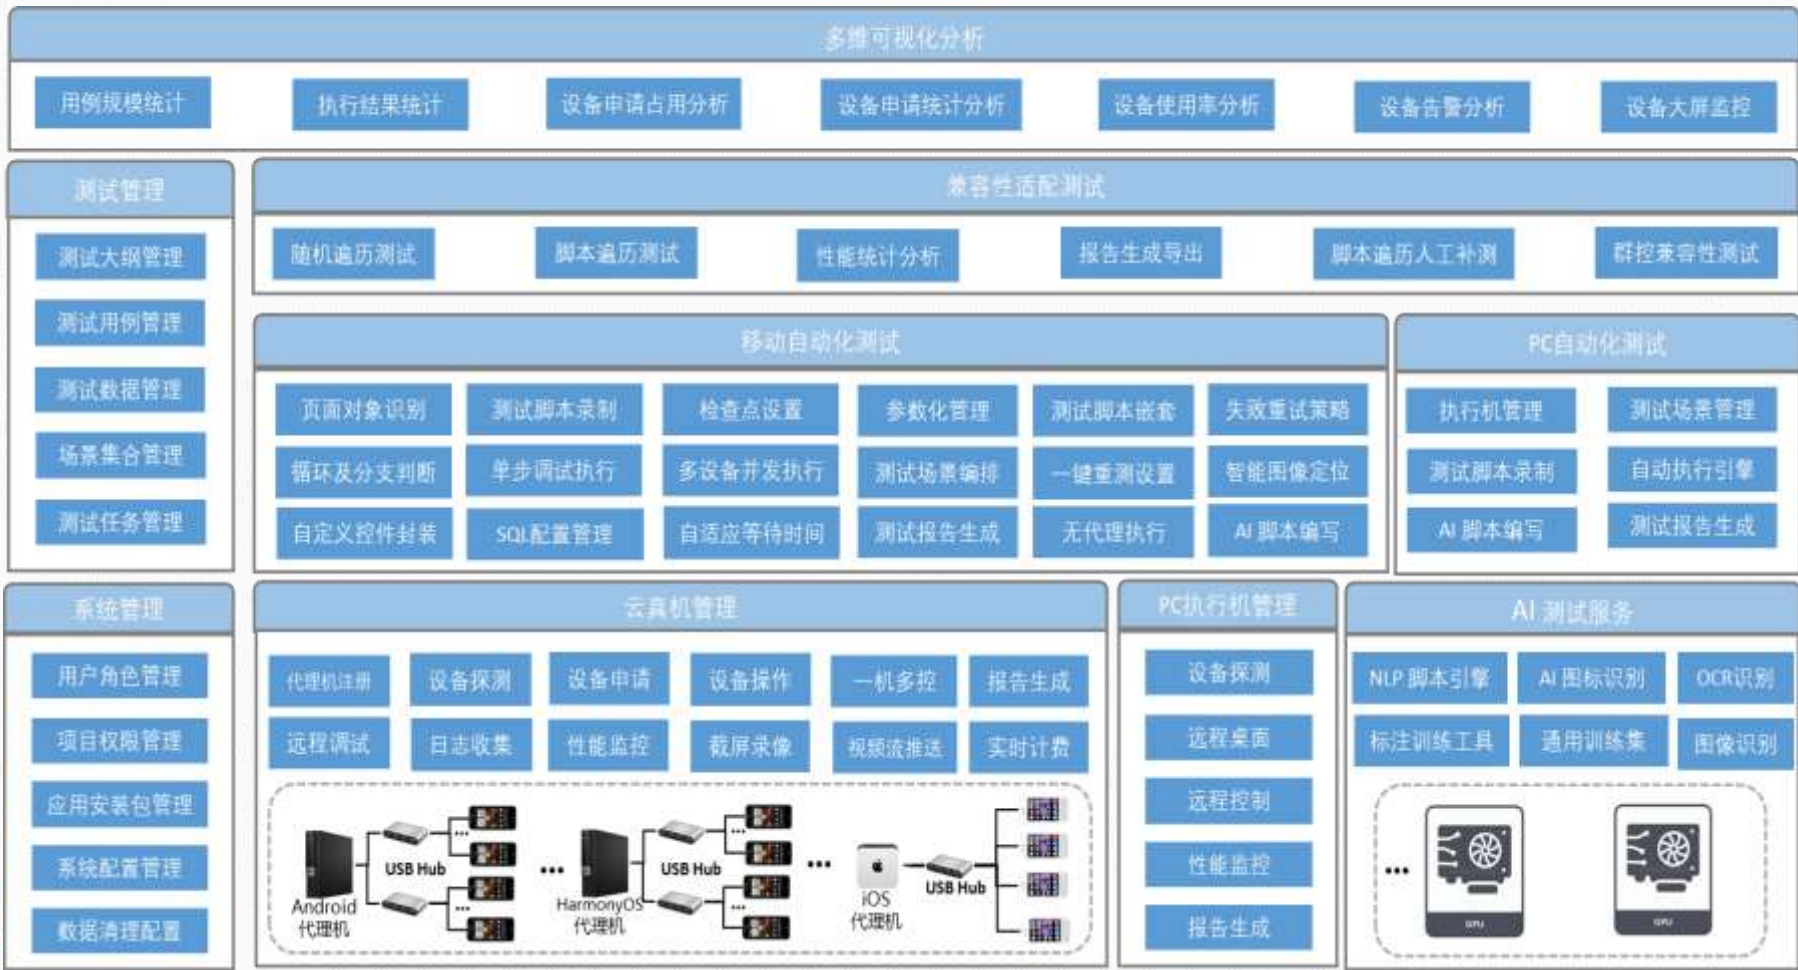 多维可视化分析
用例规模统计
执行结果统计
设备申请占用分析
设备申请统计分析
设备使用率分析
设备告警分析
设备大屏监控
测试管理
测试大纲管理
测试用例管理
测试数据管理
场景集合管理
测试任务管理
兼容性适配测试
随机遍历测试
脚本遍历测试
性能统计分析
报告生成导出
脚本遍历人工补测
群控兼容性测试
移动自动化测试
页面对象识别
测试脚本录制
检查点设置
参数化管理
测试脚本嵌套
失效重试策略
循环及分支判断
单步调试执行
多设备并发执行
测试场景编排
一键重测设置
智能图像定位
自定义控件封装
SQL配置管理
自适应等待时间
测试报告生成
无代理执行
AI 脚本编写
PC自动化测试
执行机管理
测试场景管理
测试脚本录制
自动执行引擎
AI 脚本编写
测试报告生成
系统管理
用户角色管理
项目权限管理
应用安装包管理
系统配置管理
数据清理配置
云真机管理
代理机注册
设备探测
设备申请
设备操作
一机多控
报告生成
远程调试
日志收集
性能监控
截屏录像
视频流推送
实时计费
USB Hub
Android
代理机
USB Hub
HarmonyOS
代理机
USB Hub
iOS
代理机
PC执行机管理
设备探测
远程桌面
远程控制
性能监控
报告生成
AI 测试服务
NLP 脚本引擎
AI 图标识别
OCR识别
标注训练工具
通用训练集
图像识别
GPU
GPU